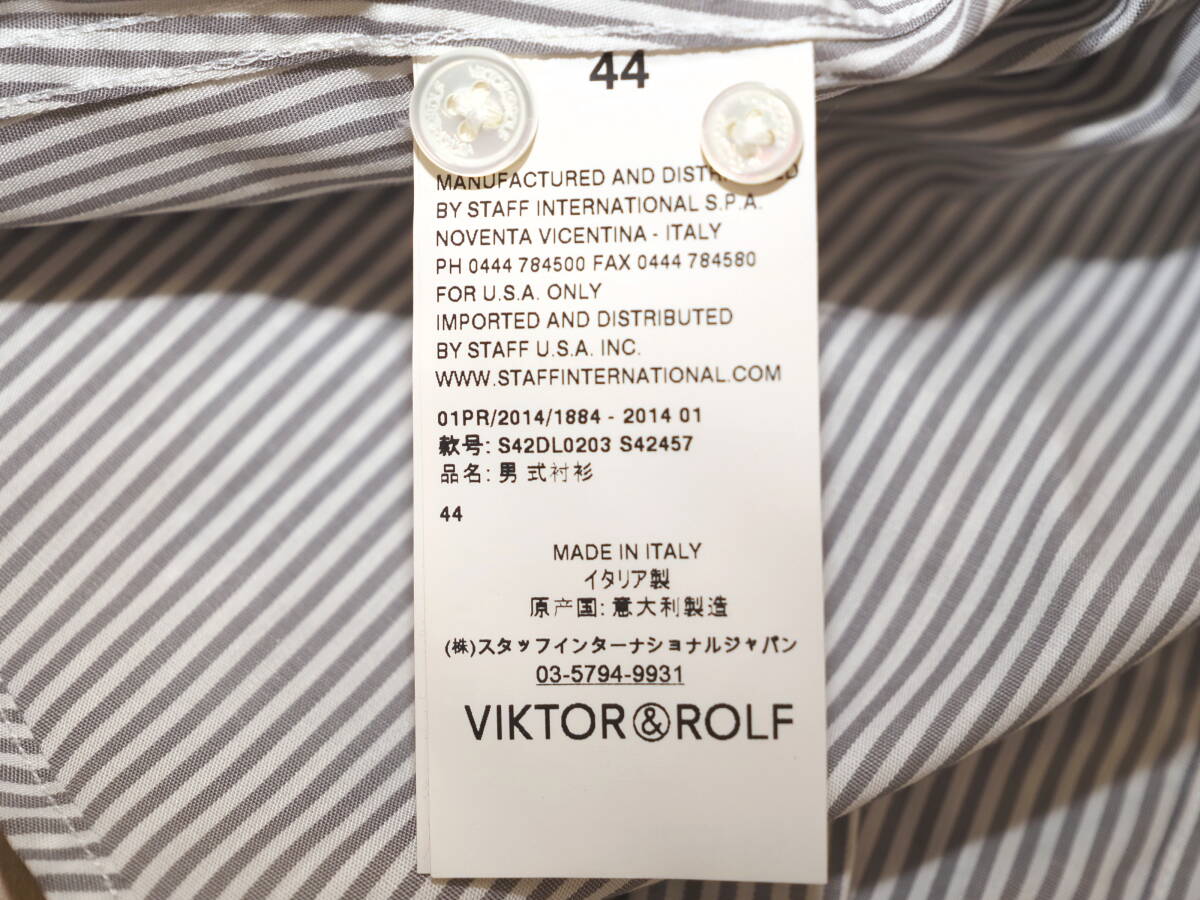 44
MANUFACTURED AND
BY STAFF INTERNATIONAL S.P.A.
NOVENTA VICENTINA - ITALY
PH 0444 784500 FAX 0444 784580
FOR U.S.A. ONLY
IMPORTED AND DISTRIBUTED
BY STAFF U.S.A. INC.
WWW.STAFFINTERNATIONAL.COM
01PR/2014/1884 - 2014 01
款号: S42DL0203 S42457
品名: 男 式衬衫
44
MADE IN ITALY
イタリア製
原产国: 意大利製造
(株)スタッフインターナショナルジャパン
03-5794-9931
VIKTOR&ROLF